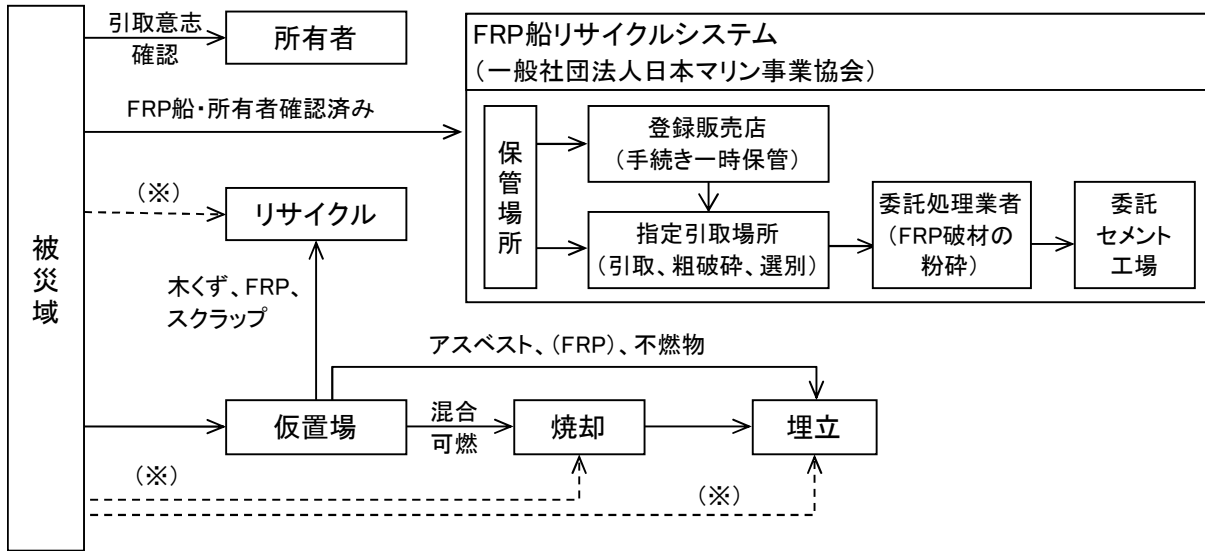 引取意志
確認
所有者
FRP船リサイクルシステム
（一般社団法人日本マリン事業協会）
FRP船・所有者確認済み
保管場所
登録販売店
（手続き一時保管）
指定引取場所
（引取、粗破砕、選別）
委託処理業者
（FRP破材の
粉砕）
委託
セメント
工場
（※）
リサイクル
被災域
木くず、FRP、
スクラップ
アスベスト、（FRP）、不燃物
仮置場
混合
可燃
焼却
埋立
（※）
（※）